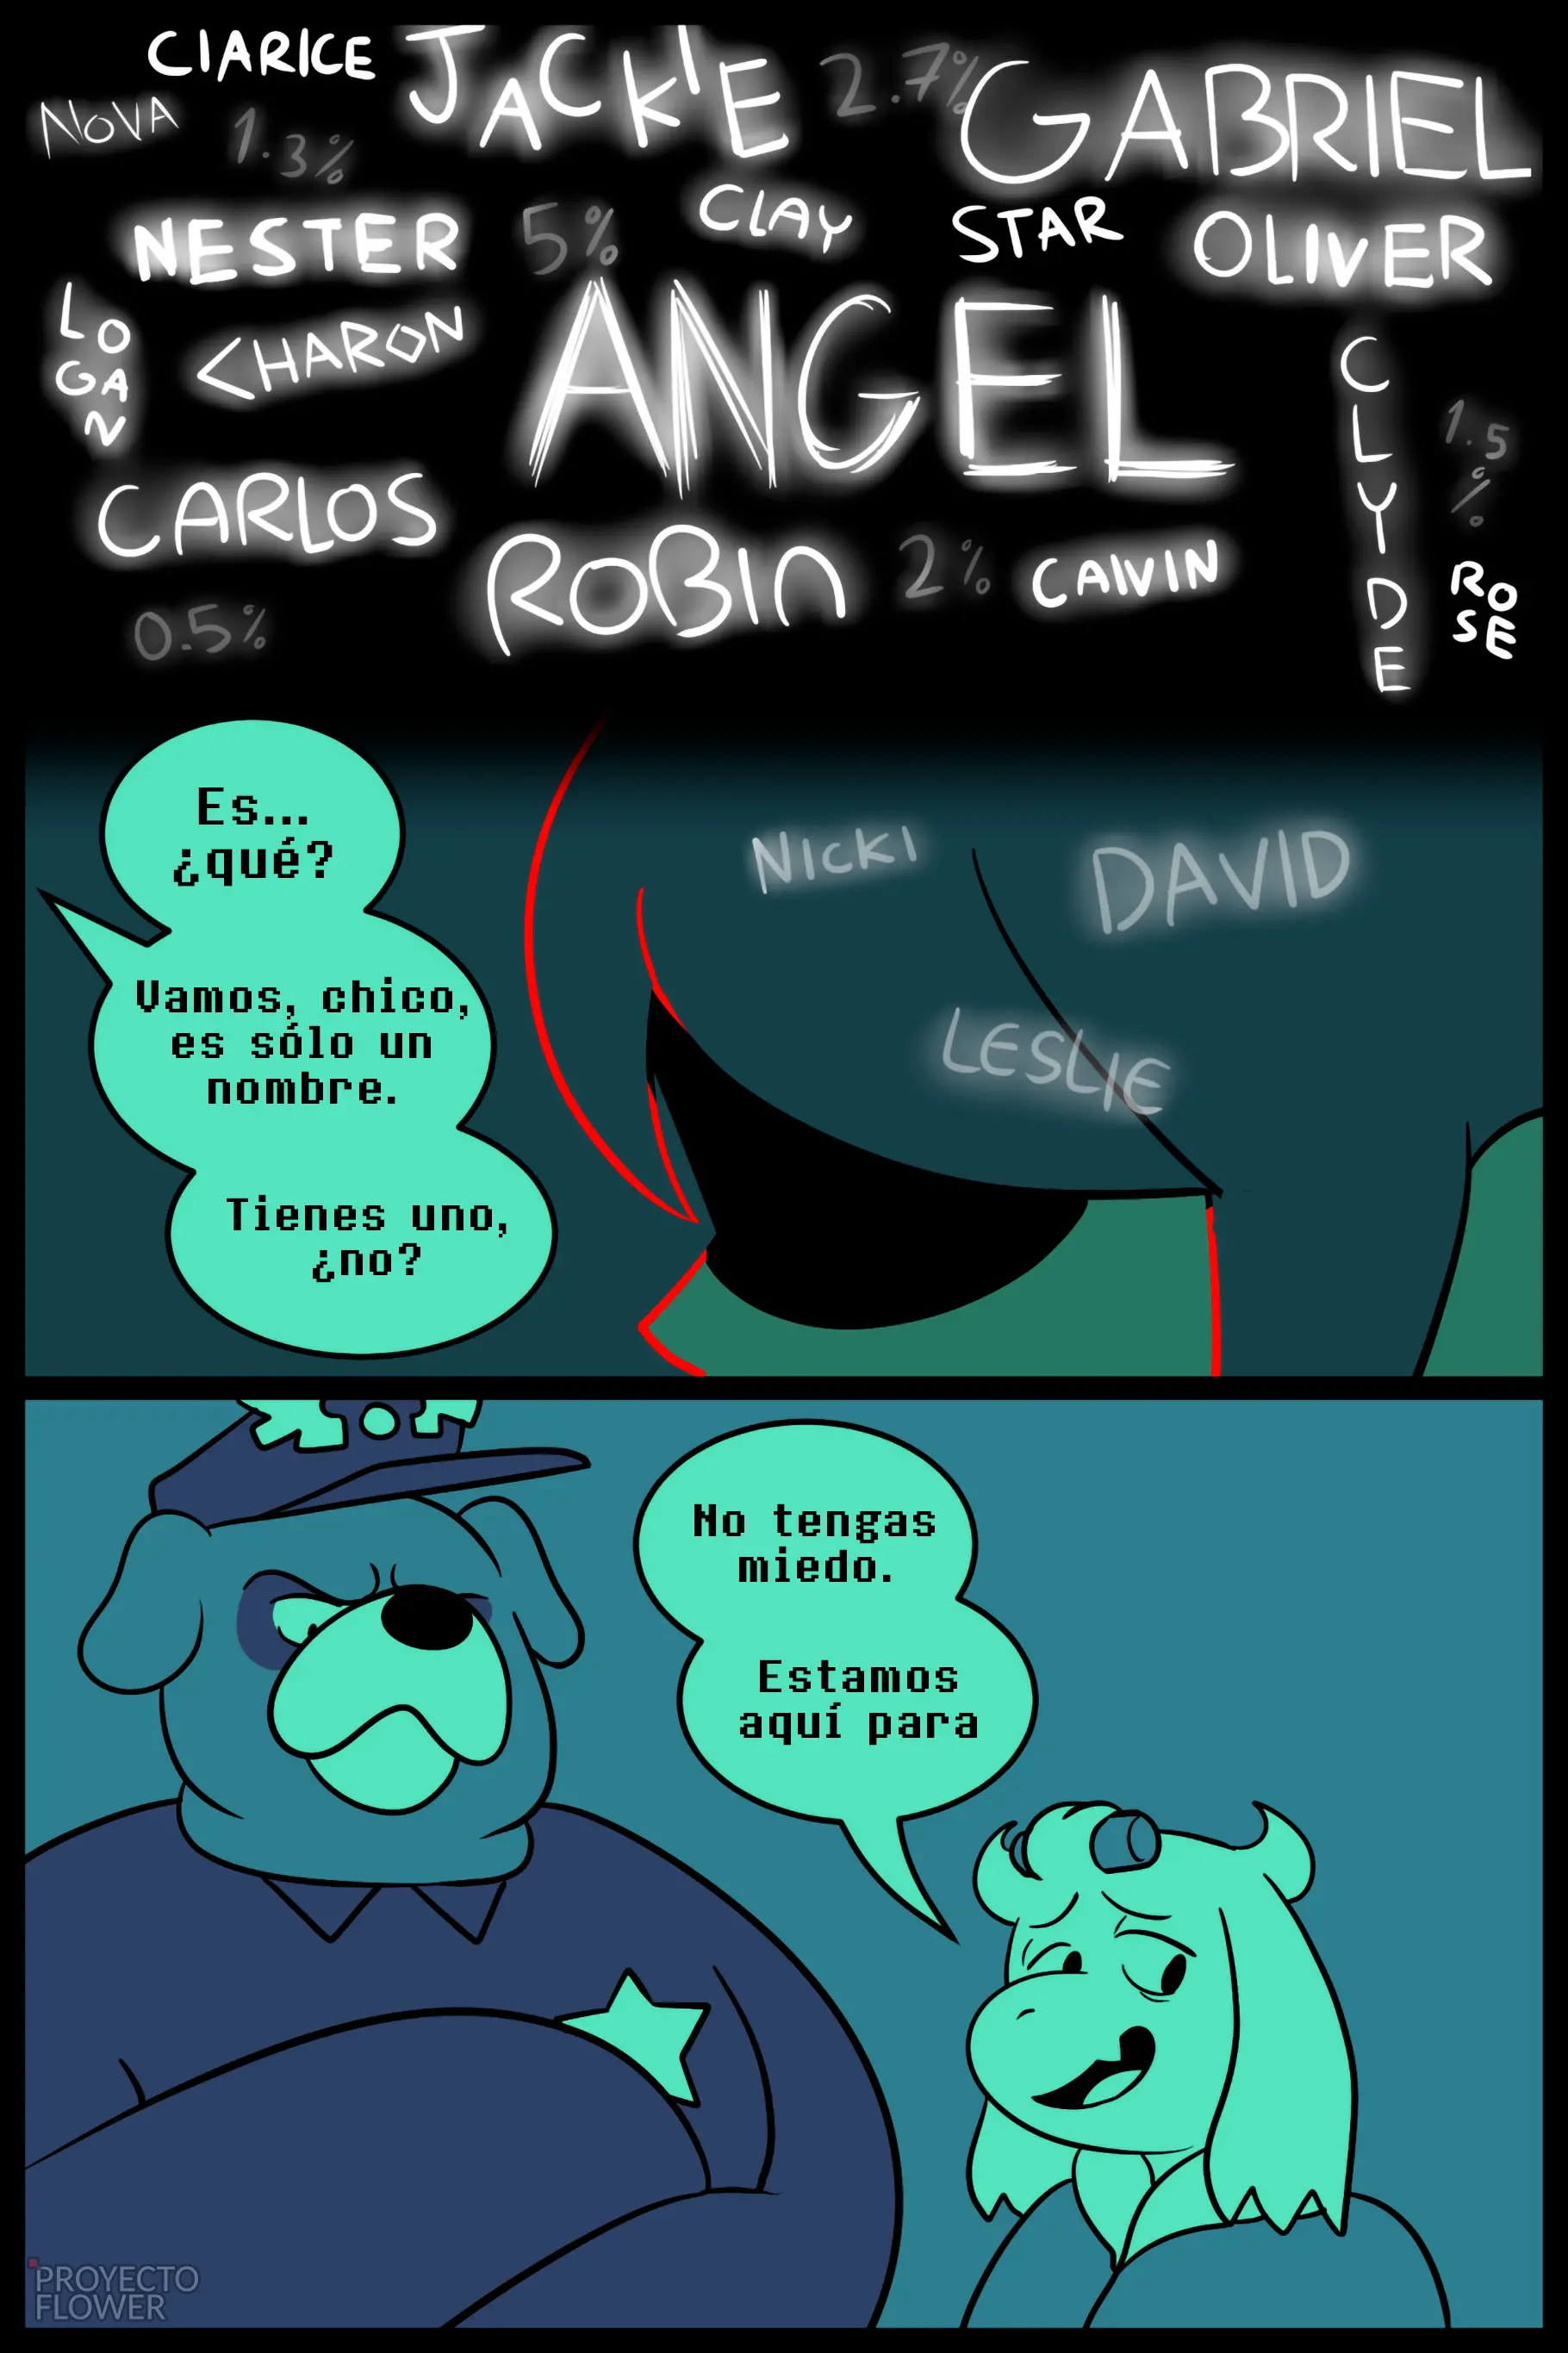 CLARICE
JACKIE
2.7%
GABRIEL
NOVA
1.3%
NESTER
5%
CLAY
STAR
OLIVER
LOGAN
CHARON
ANGEL
CLYDE
1.5%
CARLOS
ROBIN
2%
CALVIN
ROSE
0.5%
Es...
¿qué?
Vamos, chico,
es sólo un
nombre.
Tienes uno,
¿no?
NICKI
DAVID
LESLIE
No tengas
miedo.
Estamos
aquí para
PROYECTO
FLOWER